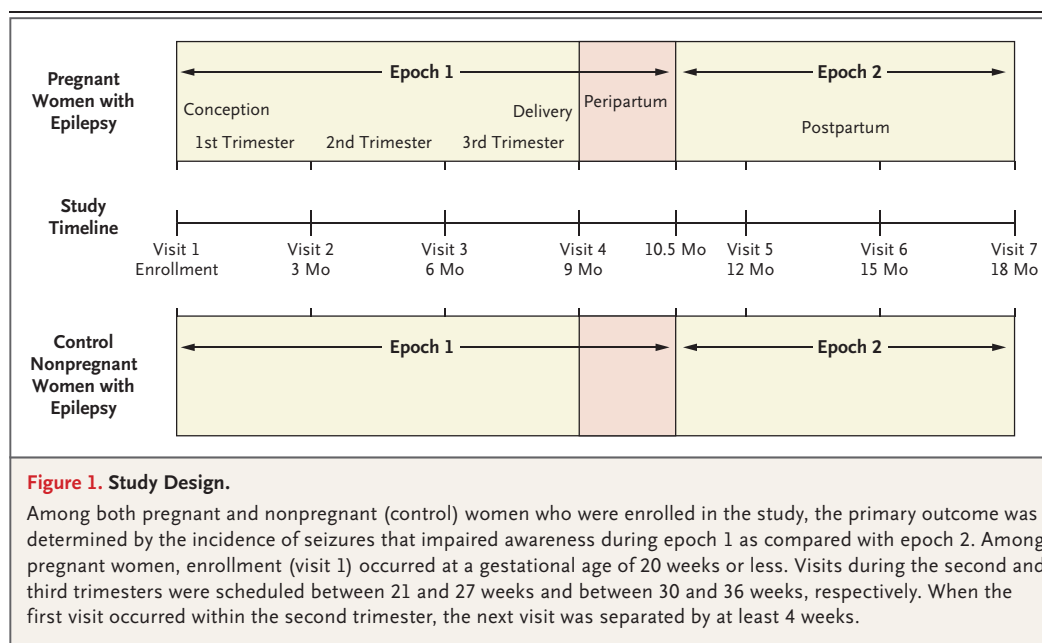 Pregnant
Women with
Epilepsy
Epoch 1
Epoch 2
Conception
Delivery
Peripartum
1st Trimester
2nd Trimester
3rd Trimester
Postpartum
Study
Timeline
Visit 1
Enrollment
Visit 2
3 Mo
Visit 3
6 Mo
Visit 4
9 Mo
10.5 Mo
Visit 5
12 Mo
Visit 6
15 Mo
Visit 7
18 Mo
Control
Nonpregnant
Women with
Epilepsy
Epoch 1
Epoch 2
Figure 1. Study Design.
Among both pregnant and nonpregnant (control) women who were enrolled in the study, the primary outcome was
determined by the incidence of seizures that impaired awareness during epoch 1 as compared with epoch 2. Among
pregnant women, enrollment (visit 1) occurred at a gestational age of 20 weeks or less. Visits during the second and
third trimesters were scheduled between 21 and 27 weeks and between 30 and 36 weeks, respectively. When the
first visit occurred within the second trimester, the next visit was separated by at least 4 weeks.